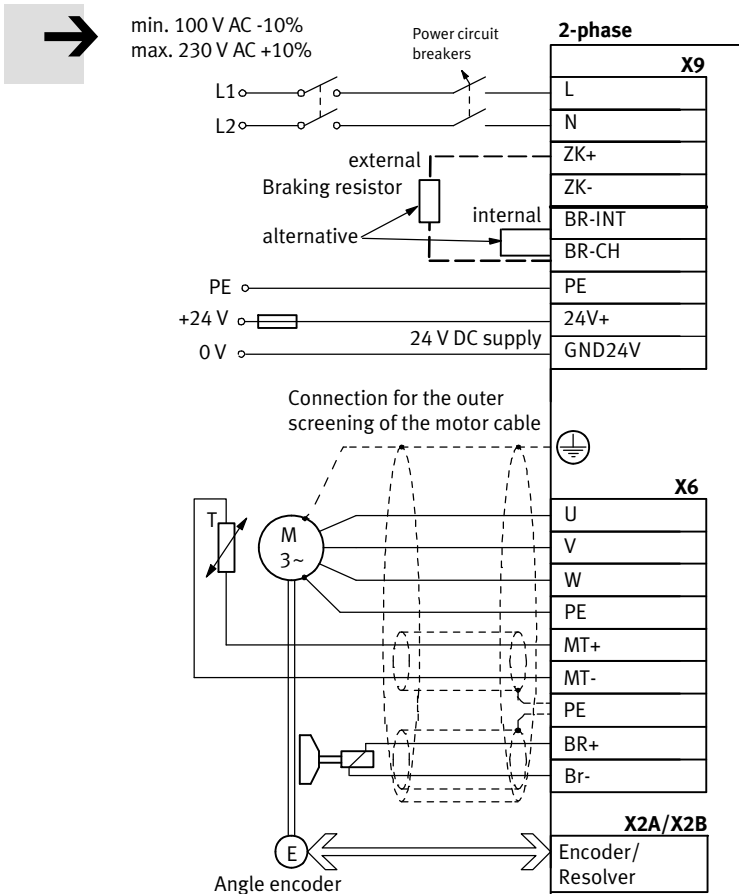 min. 100 V AC -10%
max. 230 V AC +10%
Power circuit
breakers
2-phase
X9
L1
L
L2
N
ZK+
external
Braking resistor
ZK-
internal
BR-INT
alternative
BR-CH
PE
PE
+24 V
24V+
24 V DC supply
0 V
GND24V
Connection for the outer
screening of the motor cable
X6
T
M
3~
U
V
W
PE
MT+
MT-
PE
BR+
Br-
X2A/X2B
E
Encoder/
Resolver
Angle encoder